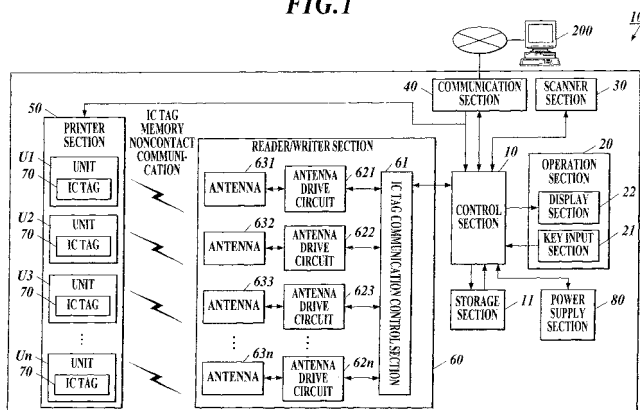 FIG.1
200
40
COMMUNICATION
SECTION
SCANNER
SECTION
30
50
PRINTER
SECTION
IC TAG
MEMORY
NONCONTACT
COMMUNI-
CATION
READER/WRITER SECTION
10
CONTROL
SECTION
20
OPERATION
SECTION
DISPLAY
SECTION
22
KEY INPUT
SECTION
21
U1
UNIT
70
IC TAG
631
ANTENNA
ANTENNA
DRIVE
CIRCUIT
621
61
IC TAG COMMUNICATION CONTROL SECTION
U2
UNIT
70
IC TAG
632
ANTENNA
ANTENNA
DRIVE
CIRCUIT
622
U3
UNIT
70
IC TAG
633
ANTENNA
ANTENNA
DRIVE
CIRCUIT
623
STORAGE
SECTION
11
POWER
SUPPLY
SECTION
80
Un
UNIT
70
IC TAG
63n
ANTENNA
ANTENNA
DRIVE
CIRCUIT
62n
60